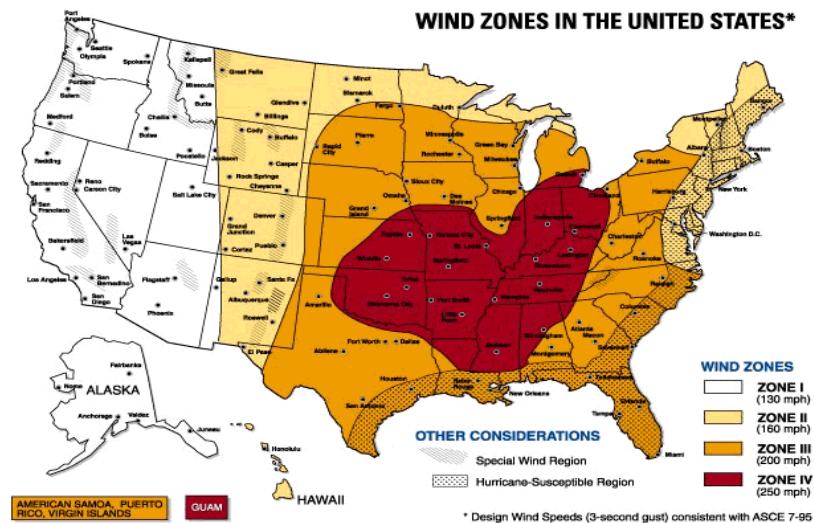 WIND ZONES IN THE UNITED STATES*
Port
Angeles
Seattle
Olympia
Spokane
Portland
Salem
Medford
Redding
Sacramento
San
Francisco
Reno
Carson City
Bakersfield
Las
Vegas
Los Angeles
San
Bernadino
San
Diego
Kalispell
Missoula
Butte
Challis
Boise
Pocatello
Jackson
Salt Lake City
Flagstaff
Phoenix
Great Falls
Glendive
Billings
Cody
Buffalo
Casper
Rock Springs
Cheyenne
Denver
Grand
Junction
Pueblo
Cortez
Gallup
Santa Fe
Albuquerque
Roswell
El Paso
Minot
Bismarck
Fargo
Duluth
Rapid
City
Pierre
Minneapolis
Rochester
Green Bay
Milwaukee
Sioux City
Des
Moines
Chicago
Grand
Island
Springfield
Topeka
Kansas City
St. Louis
Wichita
Springfield
Tulsa
Oklahoma City
Fort Smith
Little
Rock
Memphis
Amarillo
Fort Worth
Dallas
Abilene
Houston
San Antonio
Baton
Rouge
New Orleans
Jackson
Birmingham
Montgomery
Nashville
Lexington
Indianapolis
Detroit
Cleveland
Buffalo
Harrisburg
Charleston
Roanoke
Raleigh
Columbia
Atlanta
Macon
Savannah
Tallahassee
Orlando
Tampa
Miami
Montpelier
Bangor
Albany
Boston
New York
Washington D.C.
ALASKA
Fairbanks
Nome
Anchorage
Valdez
Juneau
Honolulu
HAWAII
AMERICAN SAMOA, PUERTO
RICO, VIRGIN ISLANDS
GUAM
OTHER CONSIDERATIONS
Special Wind Region
Hurricane-Susceptible Region
WIND ZONES
ZONE I
(130 mph)
ZONE II
(160 mph)
ZONE III
(200 mph)
ZONE IV
(250 mph)
* Design Wind Speeds (3-second gust) consistent with ASCE 7-95